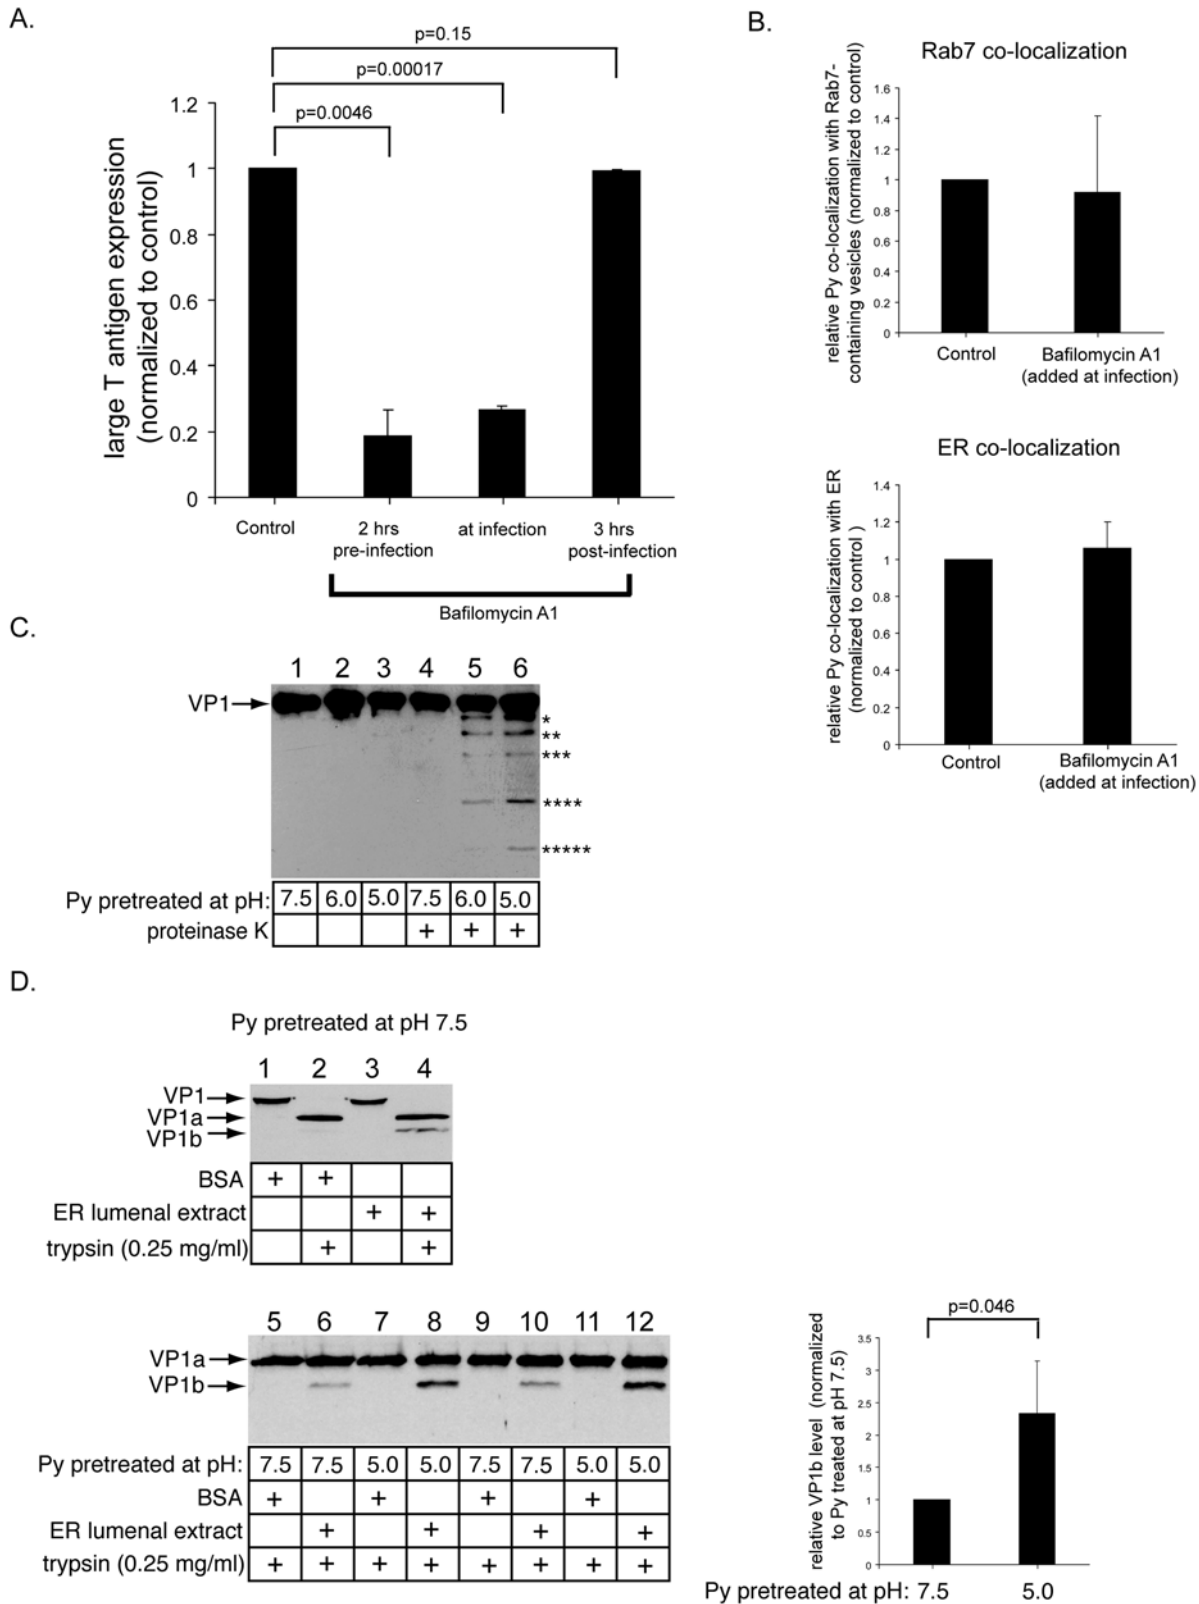 A.
p=0.15
p=0.00017
p=0.0046
large T antigen expression
(normalized to control)
1.2
1
0.8
0.6
0.4
0.2
0
Control
2 hrs
pre-infection
at infection
3 hrs
post-infection
Bafilomycin A1
B.
Rab7 co-localization
relative Py co-localization with Rab7-
containing vesicles (normalized to control)
1.6
1.4
1.2
1
0.8
0.6
0.4
0.2
0
Control
Bafilomycin A1
(added at infection)
ER co-localization
relative Py co-localization with ER
(normalized to control )
1.4
1.2
1
0.8
0.6
0.4
0.2
0
Control
Bafilomycin A1
(added at infection)
C.
1 2 3 4 5 6
VP1
*
**
***
****
*****
Py pretreated at pH: 7.5 6.0 5.0 7.5 6.0 5.0
proteinase K + + +
D.
Py pretreated at pH 7.5
1 2 3 4
VP1
VP1a
VP1b
BSA + +
ER lumenal extract + +
trypsin (0.25 mg/ml) + +
5 6 7 8 9 10 11 12
VP1a
VP1b
Py pretreated at pH: 7.5 7.5 5.0 5.0 7.5 7.5 5.0 5.0
BSA + + + +
ER lumenal extract + + + +
trypsin (0.25 mg/ml) + + + + + + + +
p=0.046
relative VP1b level (normalized
to Py treated at pH 7.5)
3.5
3
2.5
2
1.5
1
0.5
0
Py pretreated at pH: 7.5 5.0